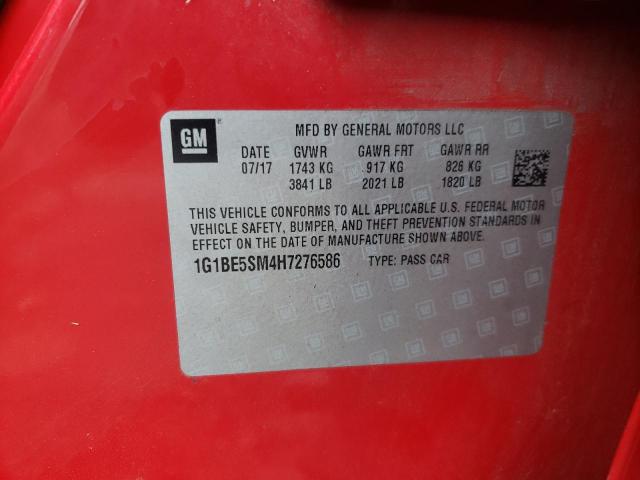 GM
MFD BY GENERAL MOTORS LLC
DATE GVWR GAWR FRT GAWR RR
07/17 1743 KG 917 KG 826 KG
3841 LB 2021 LB 1820 LB
THIS VEHICLE CONFORMS TO ALL APPLICABLE U.S. FEDERAL MOTOR
VEHICLE SAFETY, BUMPER, AND THEFT PREVENTION STANDARDS IN
EFFECT ON THE DATE OF MANUFACTURE SHOWN ABOVE.
1G1BE5SM4H7276586 TYPE: PASS CAR